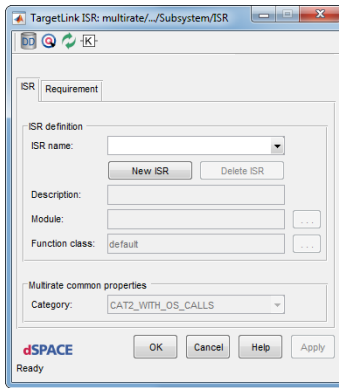 TargetLink ISR: multirate/.../Subsystem/ISR
DD K
ISR Requirement
ISR definition
ISR name:
New ISR Delete ISR
Description:
Module: ...
Function class: default ...
Multirate common properties
Category: CAT2_WITH_OS_CALLS
dSPACE OK Cancel Help Apply
Ready